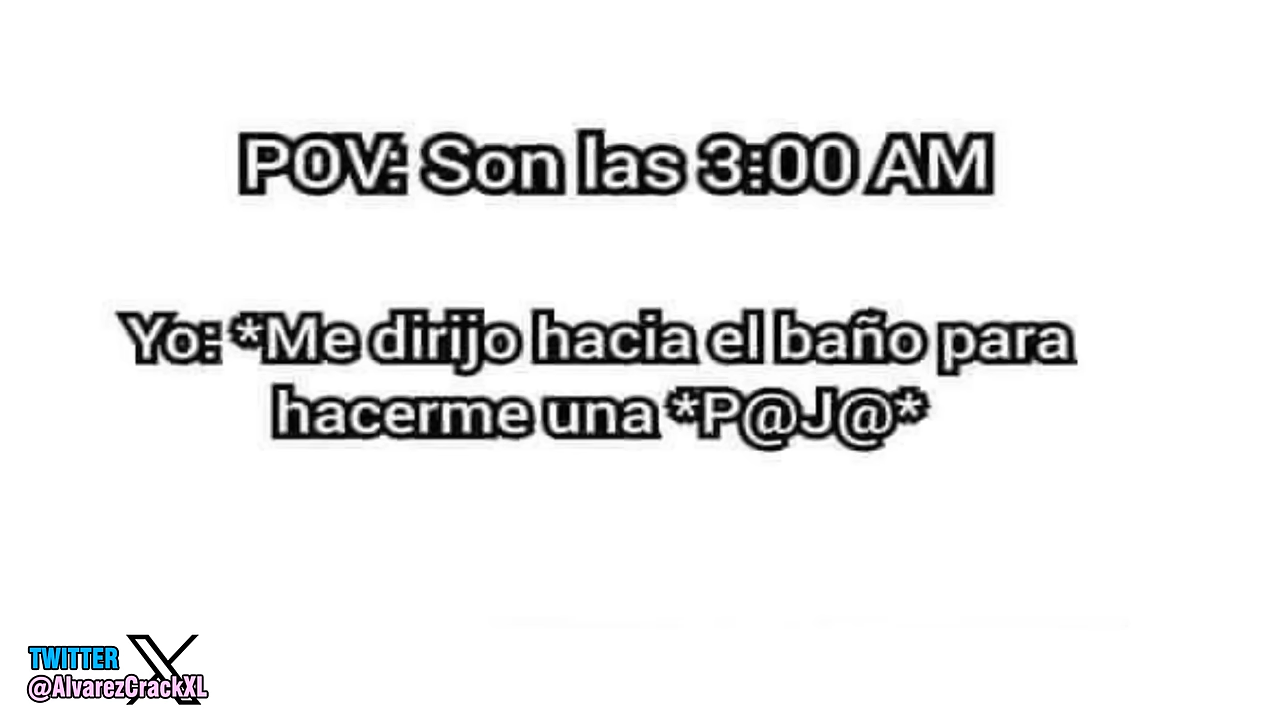 POV: Son las 3:00 AM
Yo: *Me dirijo hacia el baño para
hacerme una *P@J@*
TWITTER X
@AlvarezCrackXL